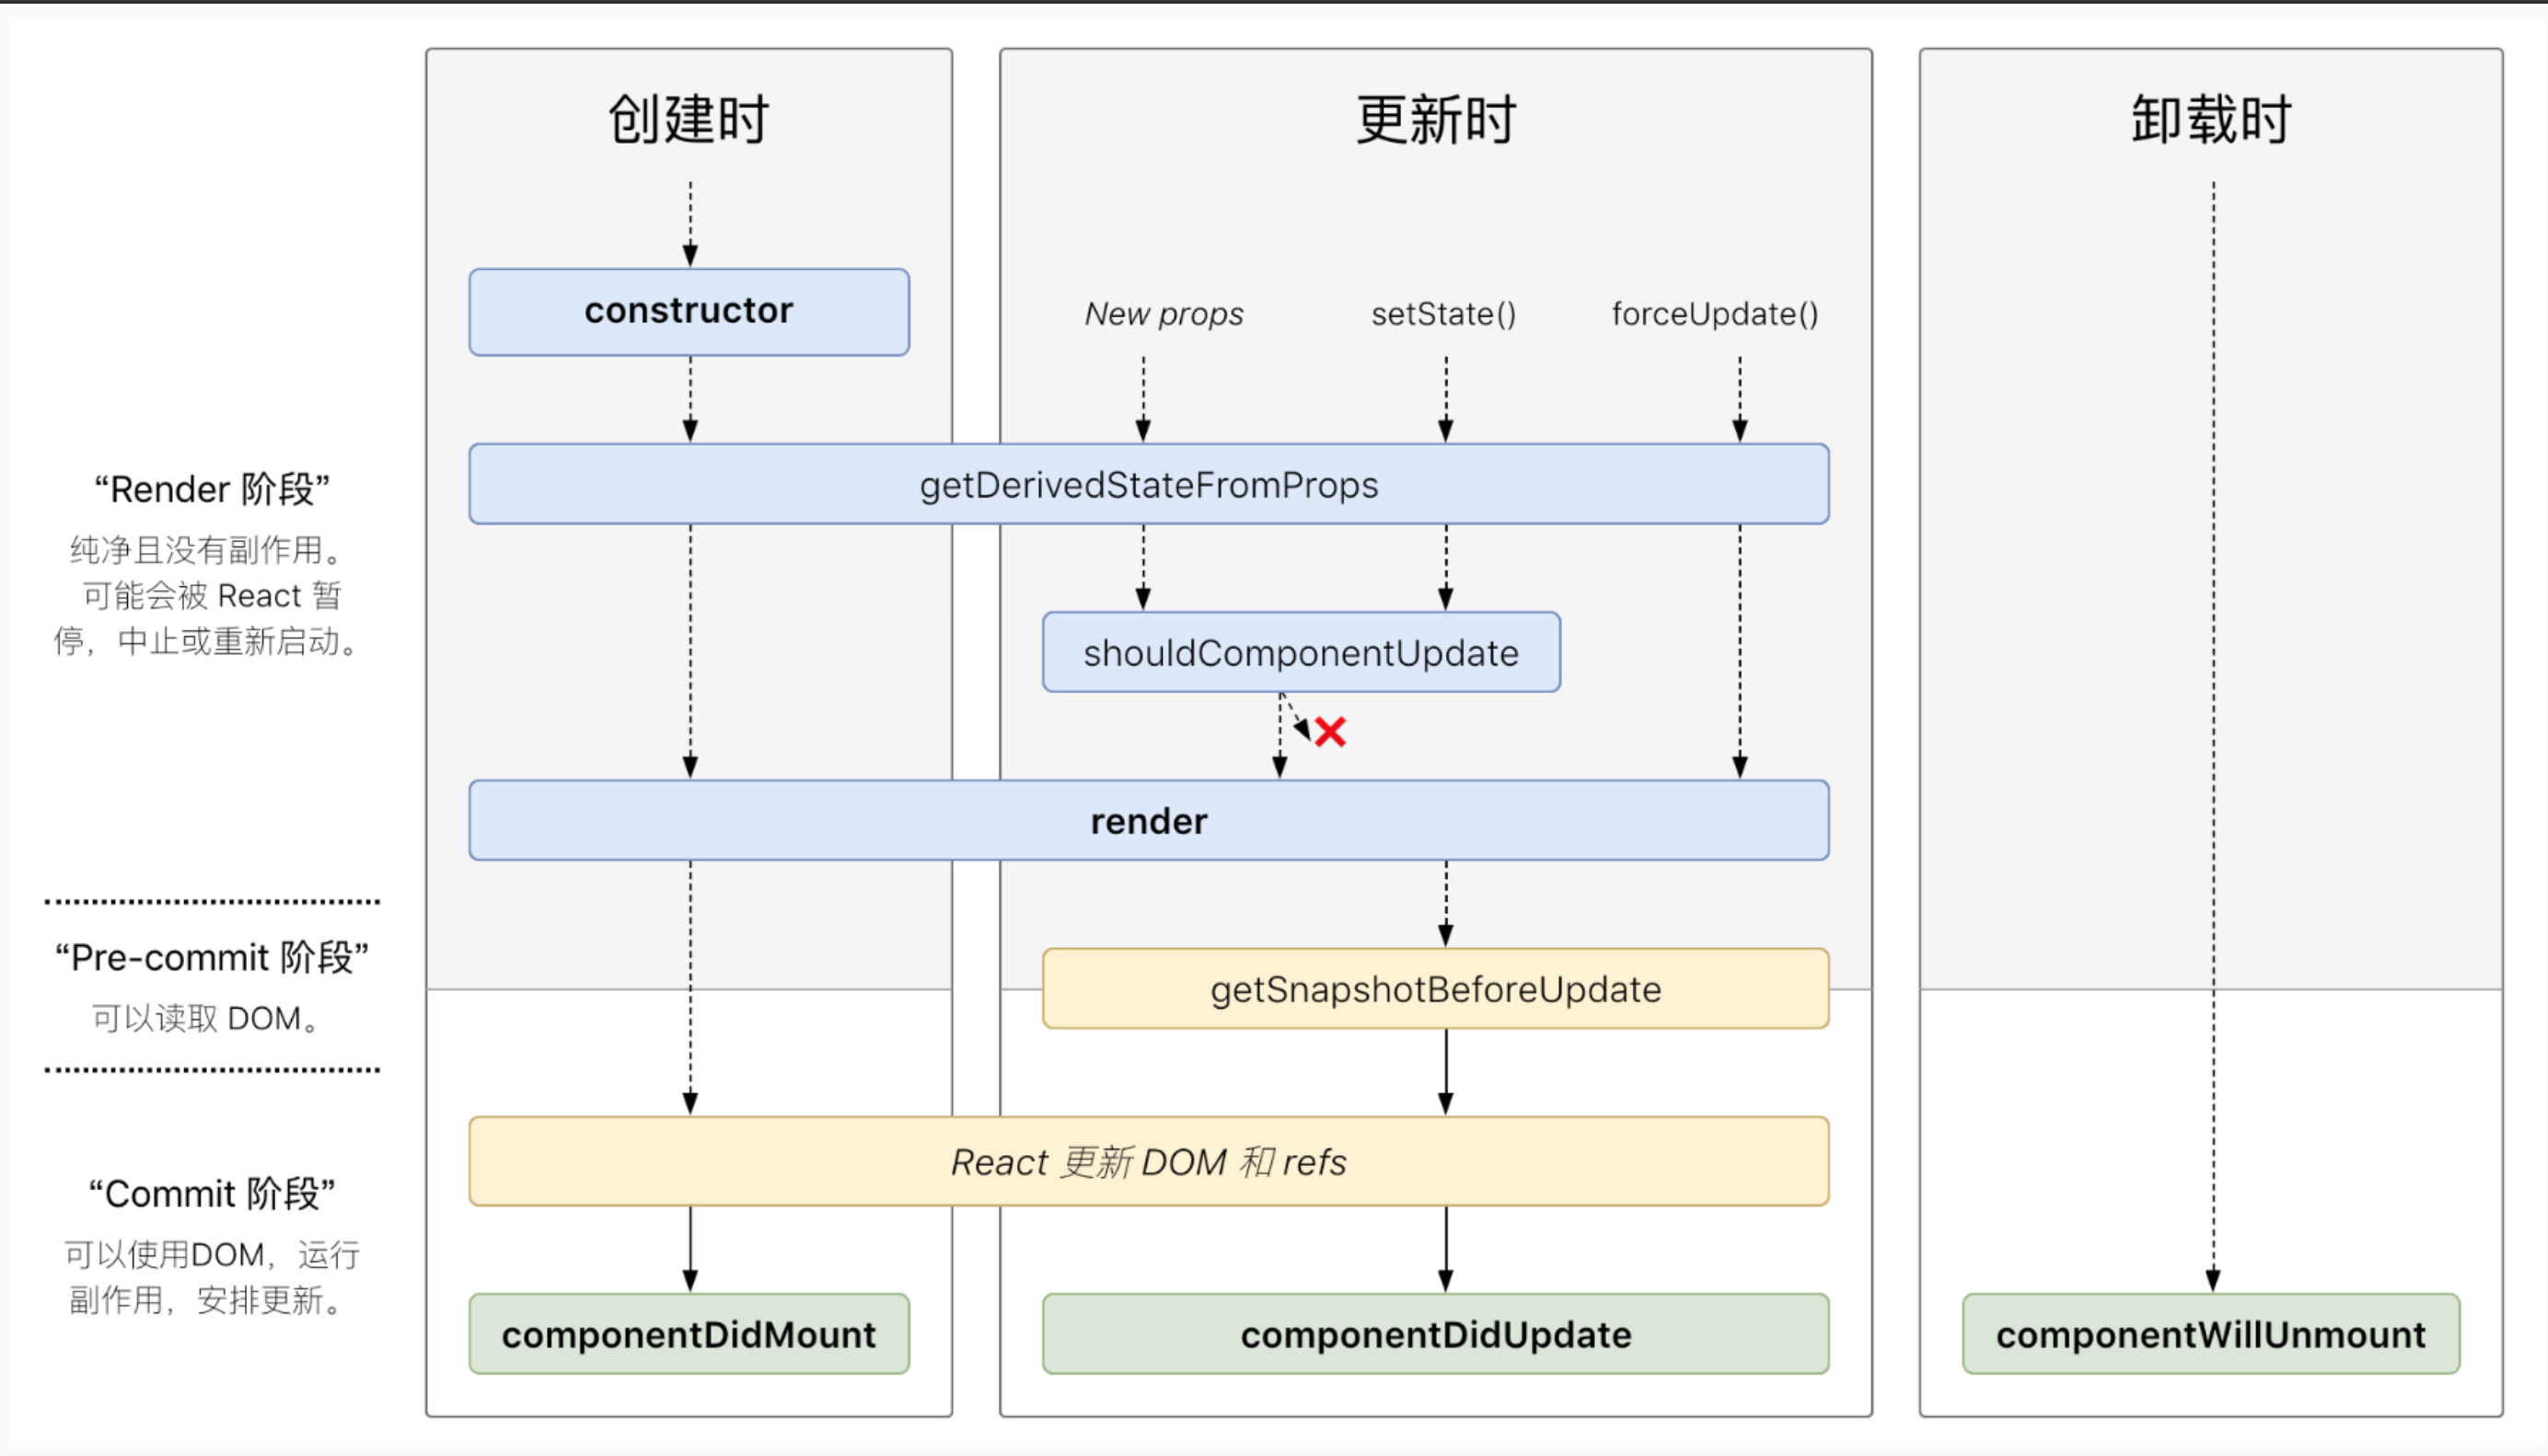 创建时
更新时
卸载时
constructor
New props
setState()
forceUpdate()
getDerivedStateFromProps
“Render 阶段”
纯净且没有副作用。
可能会被 React 暂
停，中止或重新启动。
shouldComponentUpdate
render
“Pre-commit 阶段”
可以读取 DOM。
getSnapshotBeforeUpdate
React 更新 DOM 和 refs
“Commit 阶段”
可以使用DOM，运行
副作用，安排更新。
componentDidMount
componentDidUpdate
componentWillUnmount